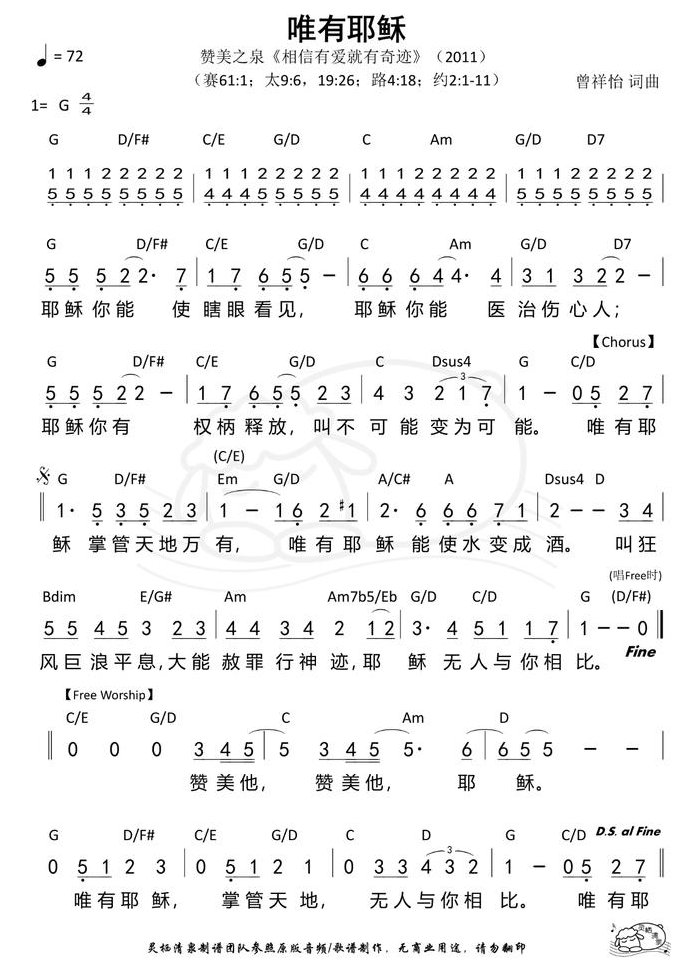 唯有耶稣
♩= 72
赞美之泉《相信有爱就有奇迹》（2011）
（赛61:1；太9:6，19:26；路4:18；约2:1-11）
曾祥怡 词曲
1= G 4/4
G D/F# C/E G/D C Am G/D D7
1 1 1 2 2 2 2 2 | 1 1 1 2 2 2 2 2 | 1 1 1 2 2 2 2 2 | 1 1 1 2 2 2 2 2 |
5 5 5 5 5 5 5 5 | 4 4 4 4 5 5 5 5 | 4 4 4 4 4 4 4 4 | 5 5 5 5 5 5 5 5 |
G D/F# C/E G/D C Am G/D D7
5 5 5 2 2· 7 | 1 7 6 5 5 − | 6 6 6 4 4· 4 | 3 1 3 2 2 − |
耶稣你能 使瞎眼看见， 耶稣你能 医治伤心人；
【Chorus】
G D/F# C/E G/D C Dsus4 G C/D
5 5 5 2 2 − | 1 7 6 5 5 2 3 | 4 3 2 1 7 | 1 − 0 5 2 7 |
3
耶稣你有 权柄释放，叫不可能变为可能。 唯有耶
(C/E)
G D/F# Em G/D A/C# A Dsus4 D
1· 5 3 5 2 3 | 1 − 1 6 2 #1 | 2· 6 6 6 7 1 | 2 − − 3 4 |
稣 掌管天地万有， 唯有耶稣能使水变成酒。 叫狂
(唱Free时)
Bdim E/G# Am Am7b5/Eb G/D C/D G (D/F#)
5 5 4 5 3 2 3 | 4 4 3 4 2 1 2 | 3· 4 5 1 1 7 | 1 − − 0
风巨浪平息，大能赦罪行神迹，耶 稣无人与你相比。 Fine
【Free Worship】
C/E G/D C Am D
0 0 0 3 4 5 | 5 3 4 5 5· 6 | 6 5 5 − −
赞美他， 赞美他， 耶 稣。
G D/F# C/E G/D C D G C/D D.S. al Fine
0 5 1 2 3 | 0 5 1 2 1 | 0 3 3 4 3 2 | 1 − 0 5 2 7
3
唯有耶稣， 掌管天地， 无人与你相比。 唯有耶
灵栖清泉制谱团队参照原版音频/歌谱制作，无商业用途，请勿翻印
灵栖清泉